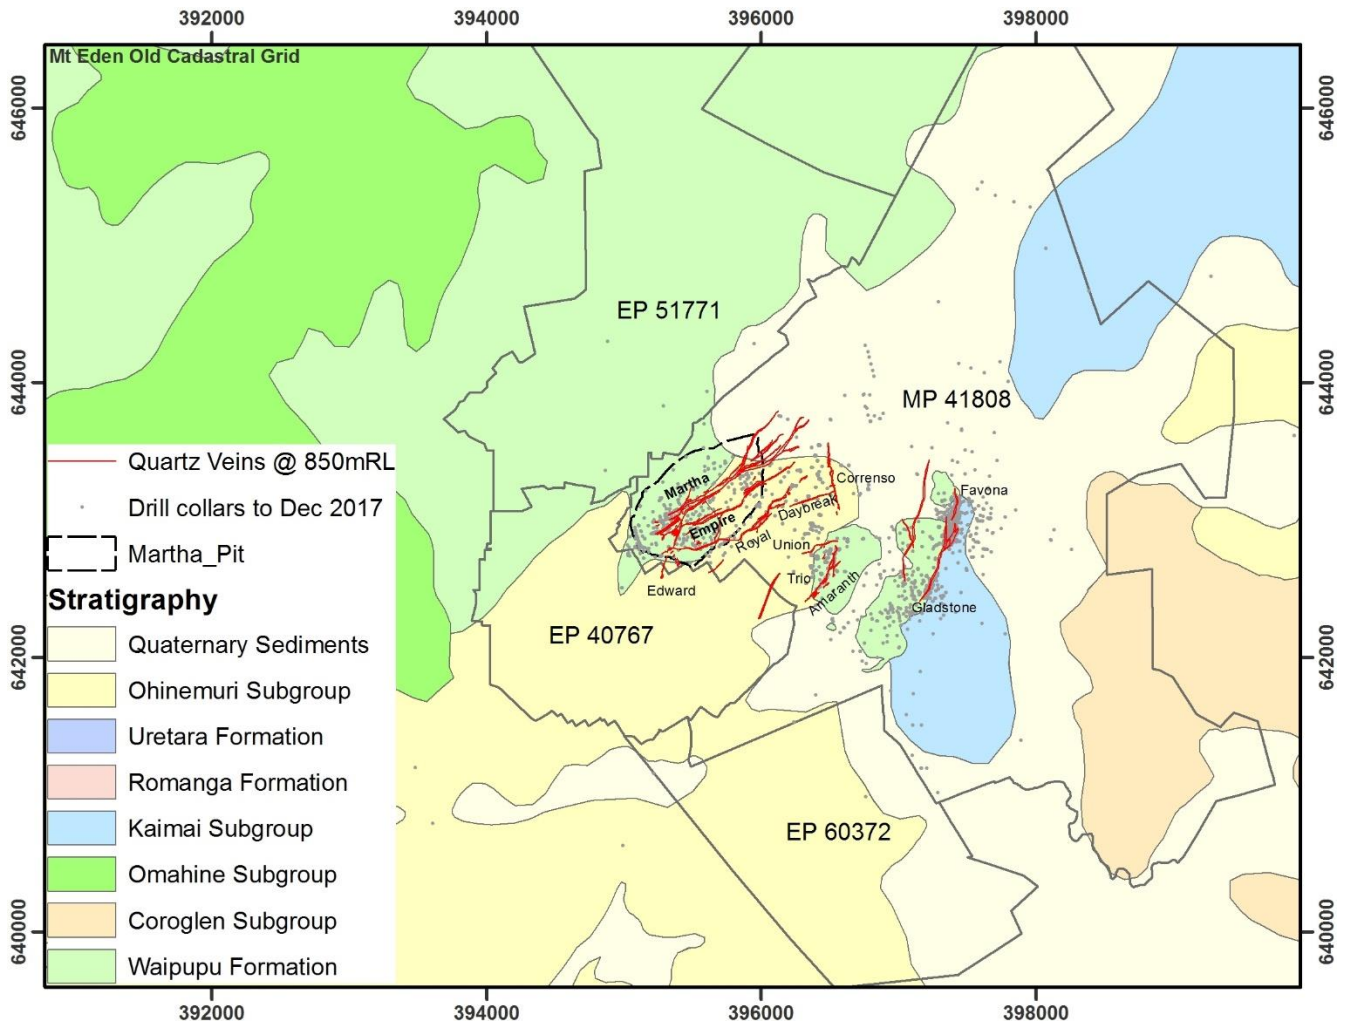 392000
394000
396000
398000
Mt Eden Old Cadastral Grid
646000
646000
EP 51771
644000
644000
MP 41808
Quartz Veins @ 850mRL
Drill collars to Dec 2017
Martha_Pit
Martha
Correnso
Favona
Daybreak
Empire
Royal
Union
Trio
Amaranth
Edward
Gladstone
EP 40767
Stratigraphy
Quaternary Sediments
642000
642000
Ohinemuri Subgroup
Uretara Formation
Romanga Formation
Kaimai Subgroup
EP 60372
Omahine Subgroup
Coroglen Subgroup
640000
640000
Waipupu Formation
392000
394000
396000
398000